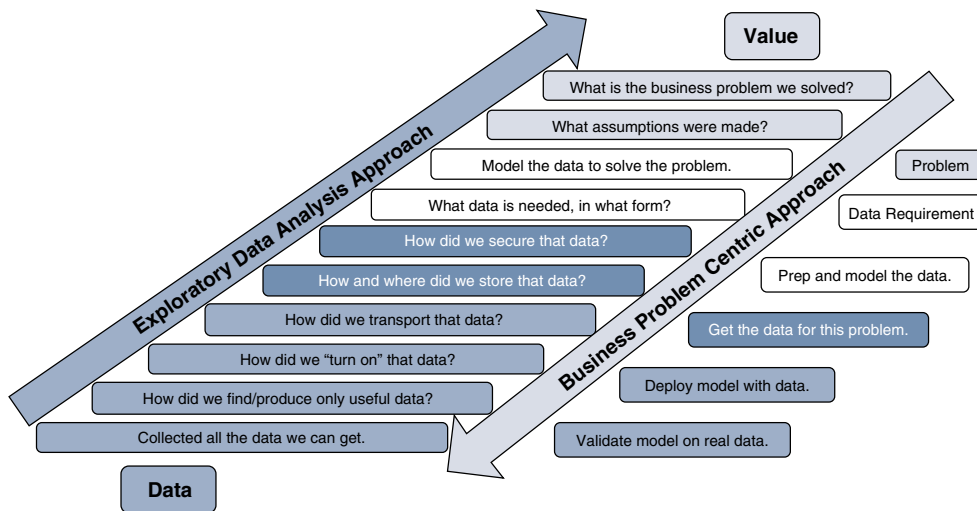 Value
What is the business problem we solved?
What assumptions were made?
Model the data to solve the problem.
What data is needed, in what form?
How did we secure that data?
How and where did we store that data?
How did we transport that data?
How did we “turn on” that data?
How did we find/produce only useful data?
Collected all the data we can get.
Data
Exploratory Data Analysis Approach
Business Problem Centric Approach
Problem
Data Requirement
Prep and model the data.
Get the data for this problem.
Deploy model with data.
Validate model on real data.